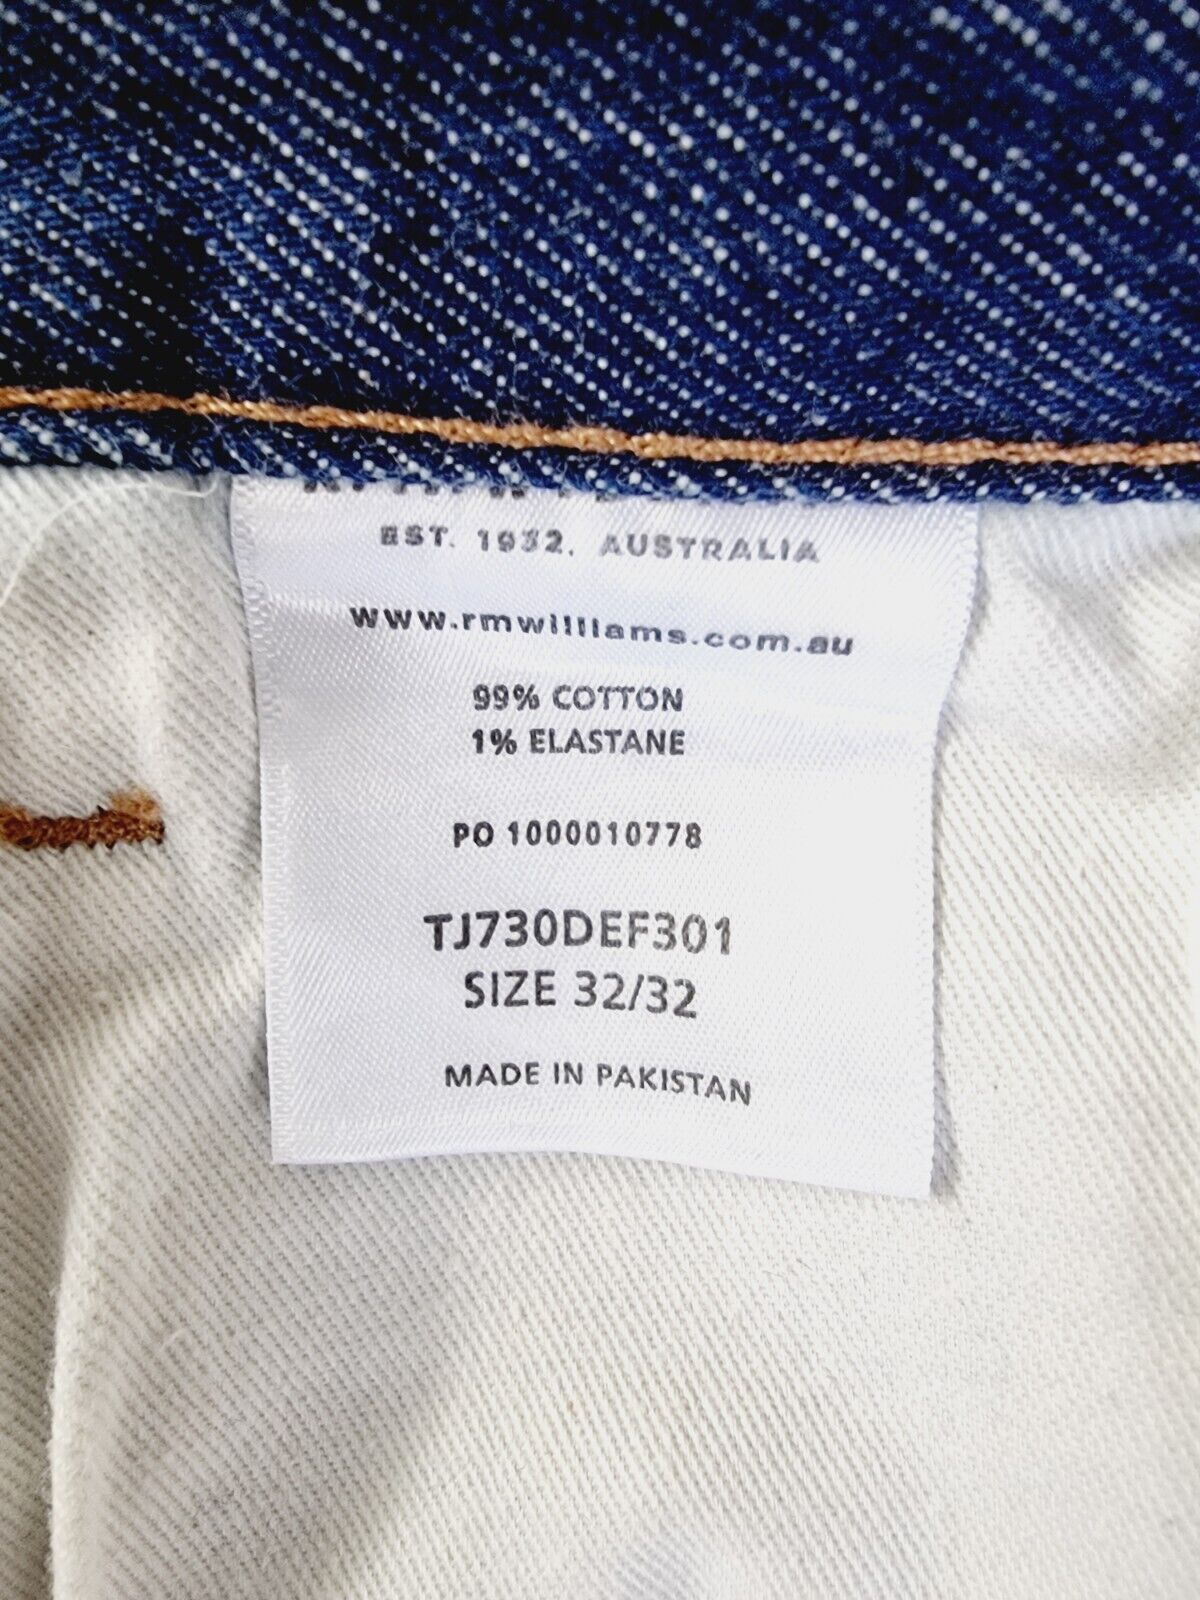 EST. 1932. AUSTRALIA
www.rmwilliams.com.au
99% COTTON
1% ELASTANE
PO 1000010778
TJ730DEF301
SIZE 32/32
MADE IN PAKISTAN